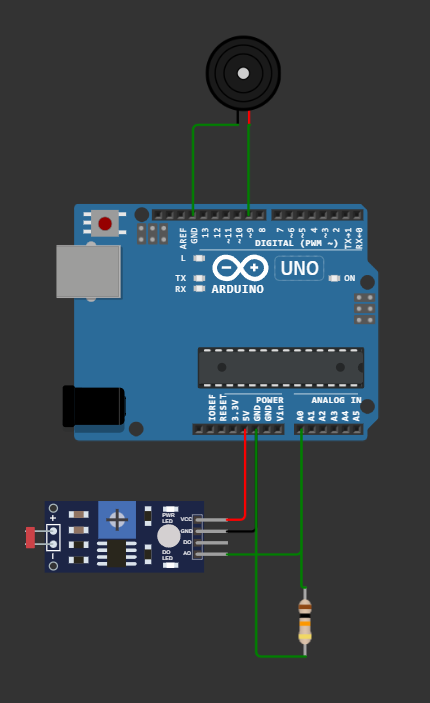 AREF
GND
13
12
~11
~10
~9
8
7
~6
~5
4
~3
2
TX→1
RX←0
DIGITAL (PWM ~)
L
TX
RX
UNO
ON
ARDUINO
IOREF
RESET
3.3V
5V
GND
GND
Vin
POWER
ANALOG IN
A0
A1
A2
A3
A4
A5
PWR
LED
VCC
GND
DO
AO
DO
LED